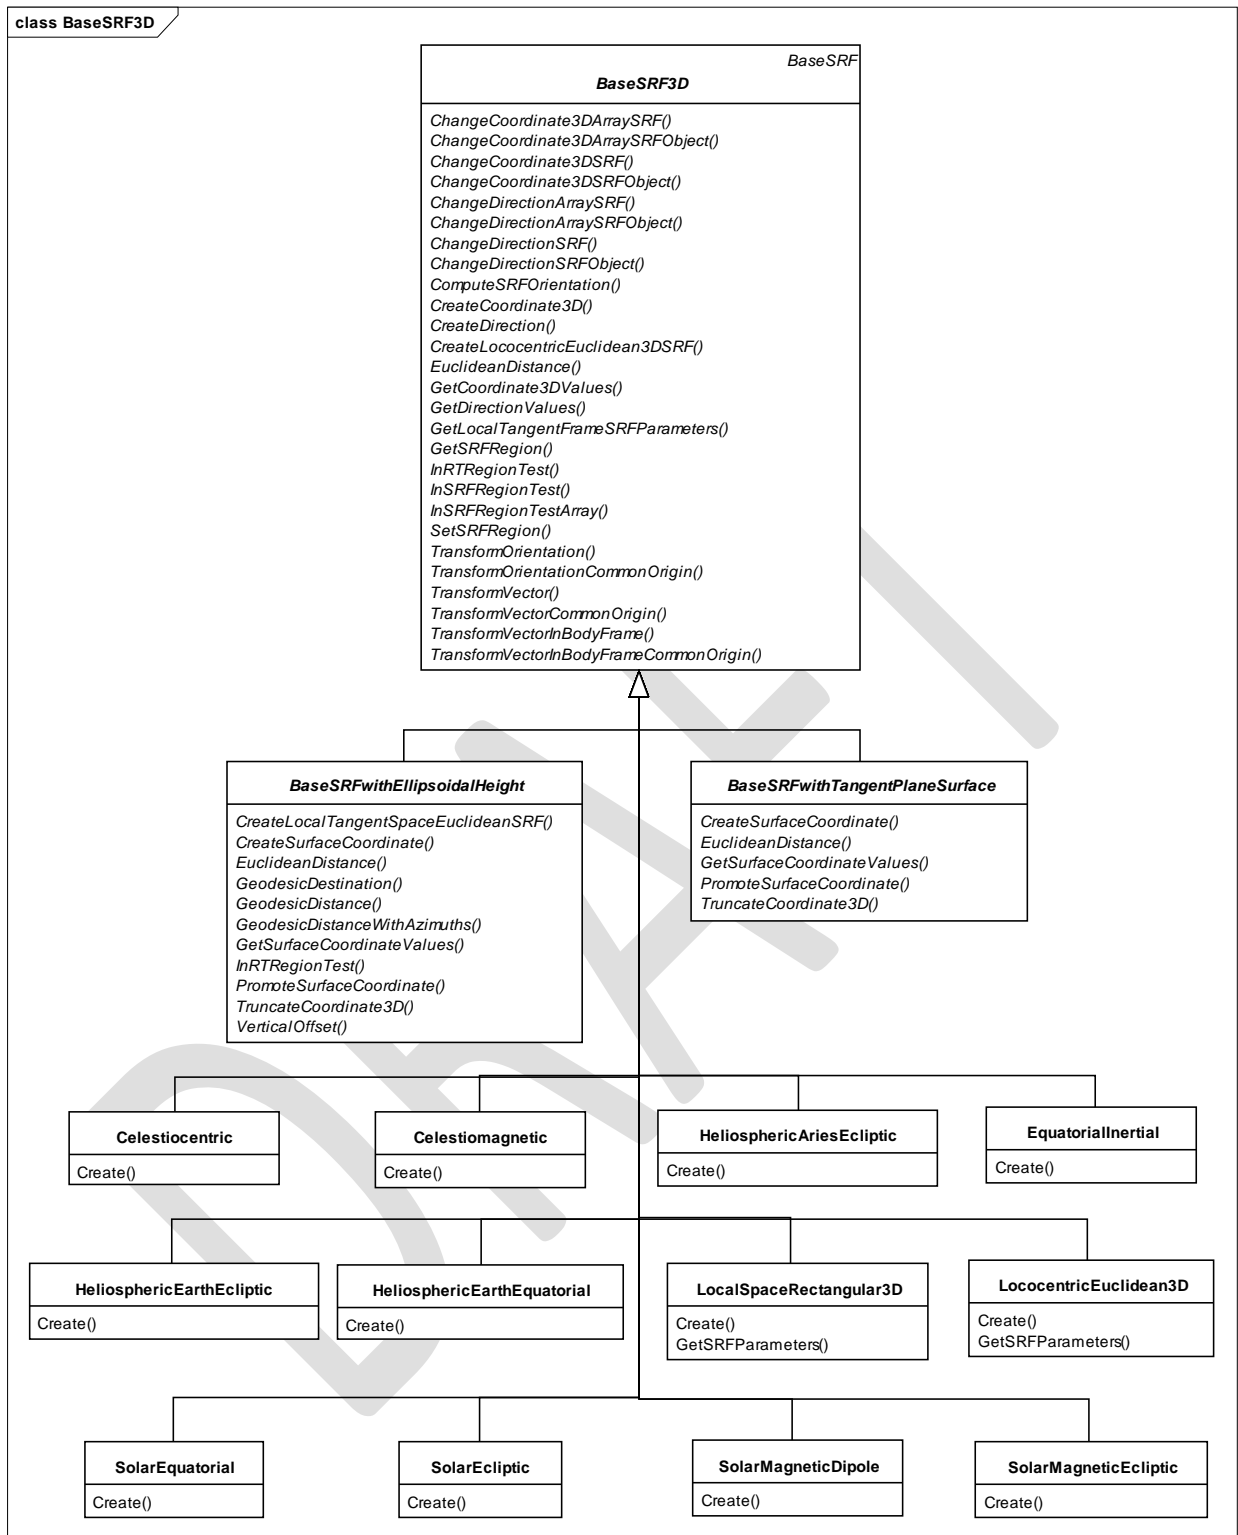 class BaseSRF3D
BaseSRF
BaseSRF3D
ChangeCoordinate3DArraySRF()
ChangeCoordinate3DArraySRFObject()
ChangeCoordinate3DSRF()
ChangeCoordinate3DSRFObject()
ChangeDirectionArraySRF()
ChangeDirectionArraySRFObject()
ChangeDirectionSRF()
ChangeDirectionSRFObject()
ComputeSRFOrientation()
CreateCoordinate3D()
CreateDirection()
CreateLococentricEuclidean3DSRF()
EuclideanDistance()
GetCoordinate3DValues()
GetDirectionValues()
GetLocalTangentFrameSRFParameters()
GetSRFRegion()
InRTRegionTest()
InSRFRegionTest()
InSRFRegionTestArray()
SetSRFRegion()
TransformOrientation()
TransformOrientationCommonOrigin()
TransformVector()
TransformVectorCommonOrigin()
TransformVectorInBodyFrame()
TransformVectorInBodyFrameCommonOrigin()
BaseSRFwithEllipsoidalHeight
CreateLocalTangentSpaceEuclideanSRF()
CreateSurfaceCoordinate()
EuclideanDistance()
GeodesicDestination()
GeodesicDistance()
GeodesicDistanceWithAzimuths()
GetSurfaceCoordinateValues()
InRTRegionTest()
PromoteSurfaceCoordinate()
TruncateCoordinate3D()
VerticalOffset()
BaseSRFwithTangentPlaneSurface
CreateSurfaceCoordinate()
EuclideanDistance()
GetSurfaceCoordinateValues()
PromoteSurfaceCoordinate()
TruncateCoordinate3D()
Celestiocentric
Create()
Celestiomagnetic
Create()
HeliosphericAriesEcliptic
Create()
EquatorialInertial
Create()
HeliosphericEarthEcliptic
Create()
HeliosphericEarthEquatorial
Create()
LocalSpaceRectangular3D
Create()
GetSRFParameters()
LococentricEuclidean3D
Create()
GetSRFParameters()
SolarEquatorial
Create()
SolarEcliptic
Create()
SolarMagneticDipole
Create()
SolarMagneticEcliptic
Create()
DRAFT